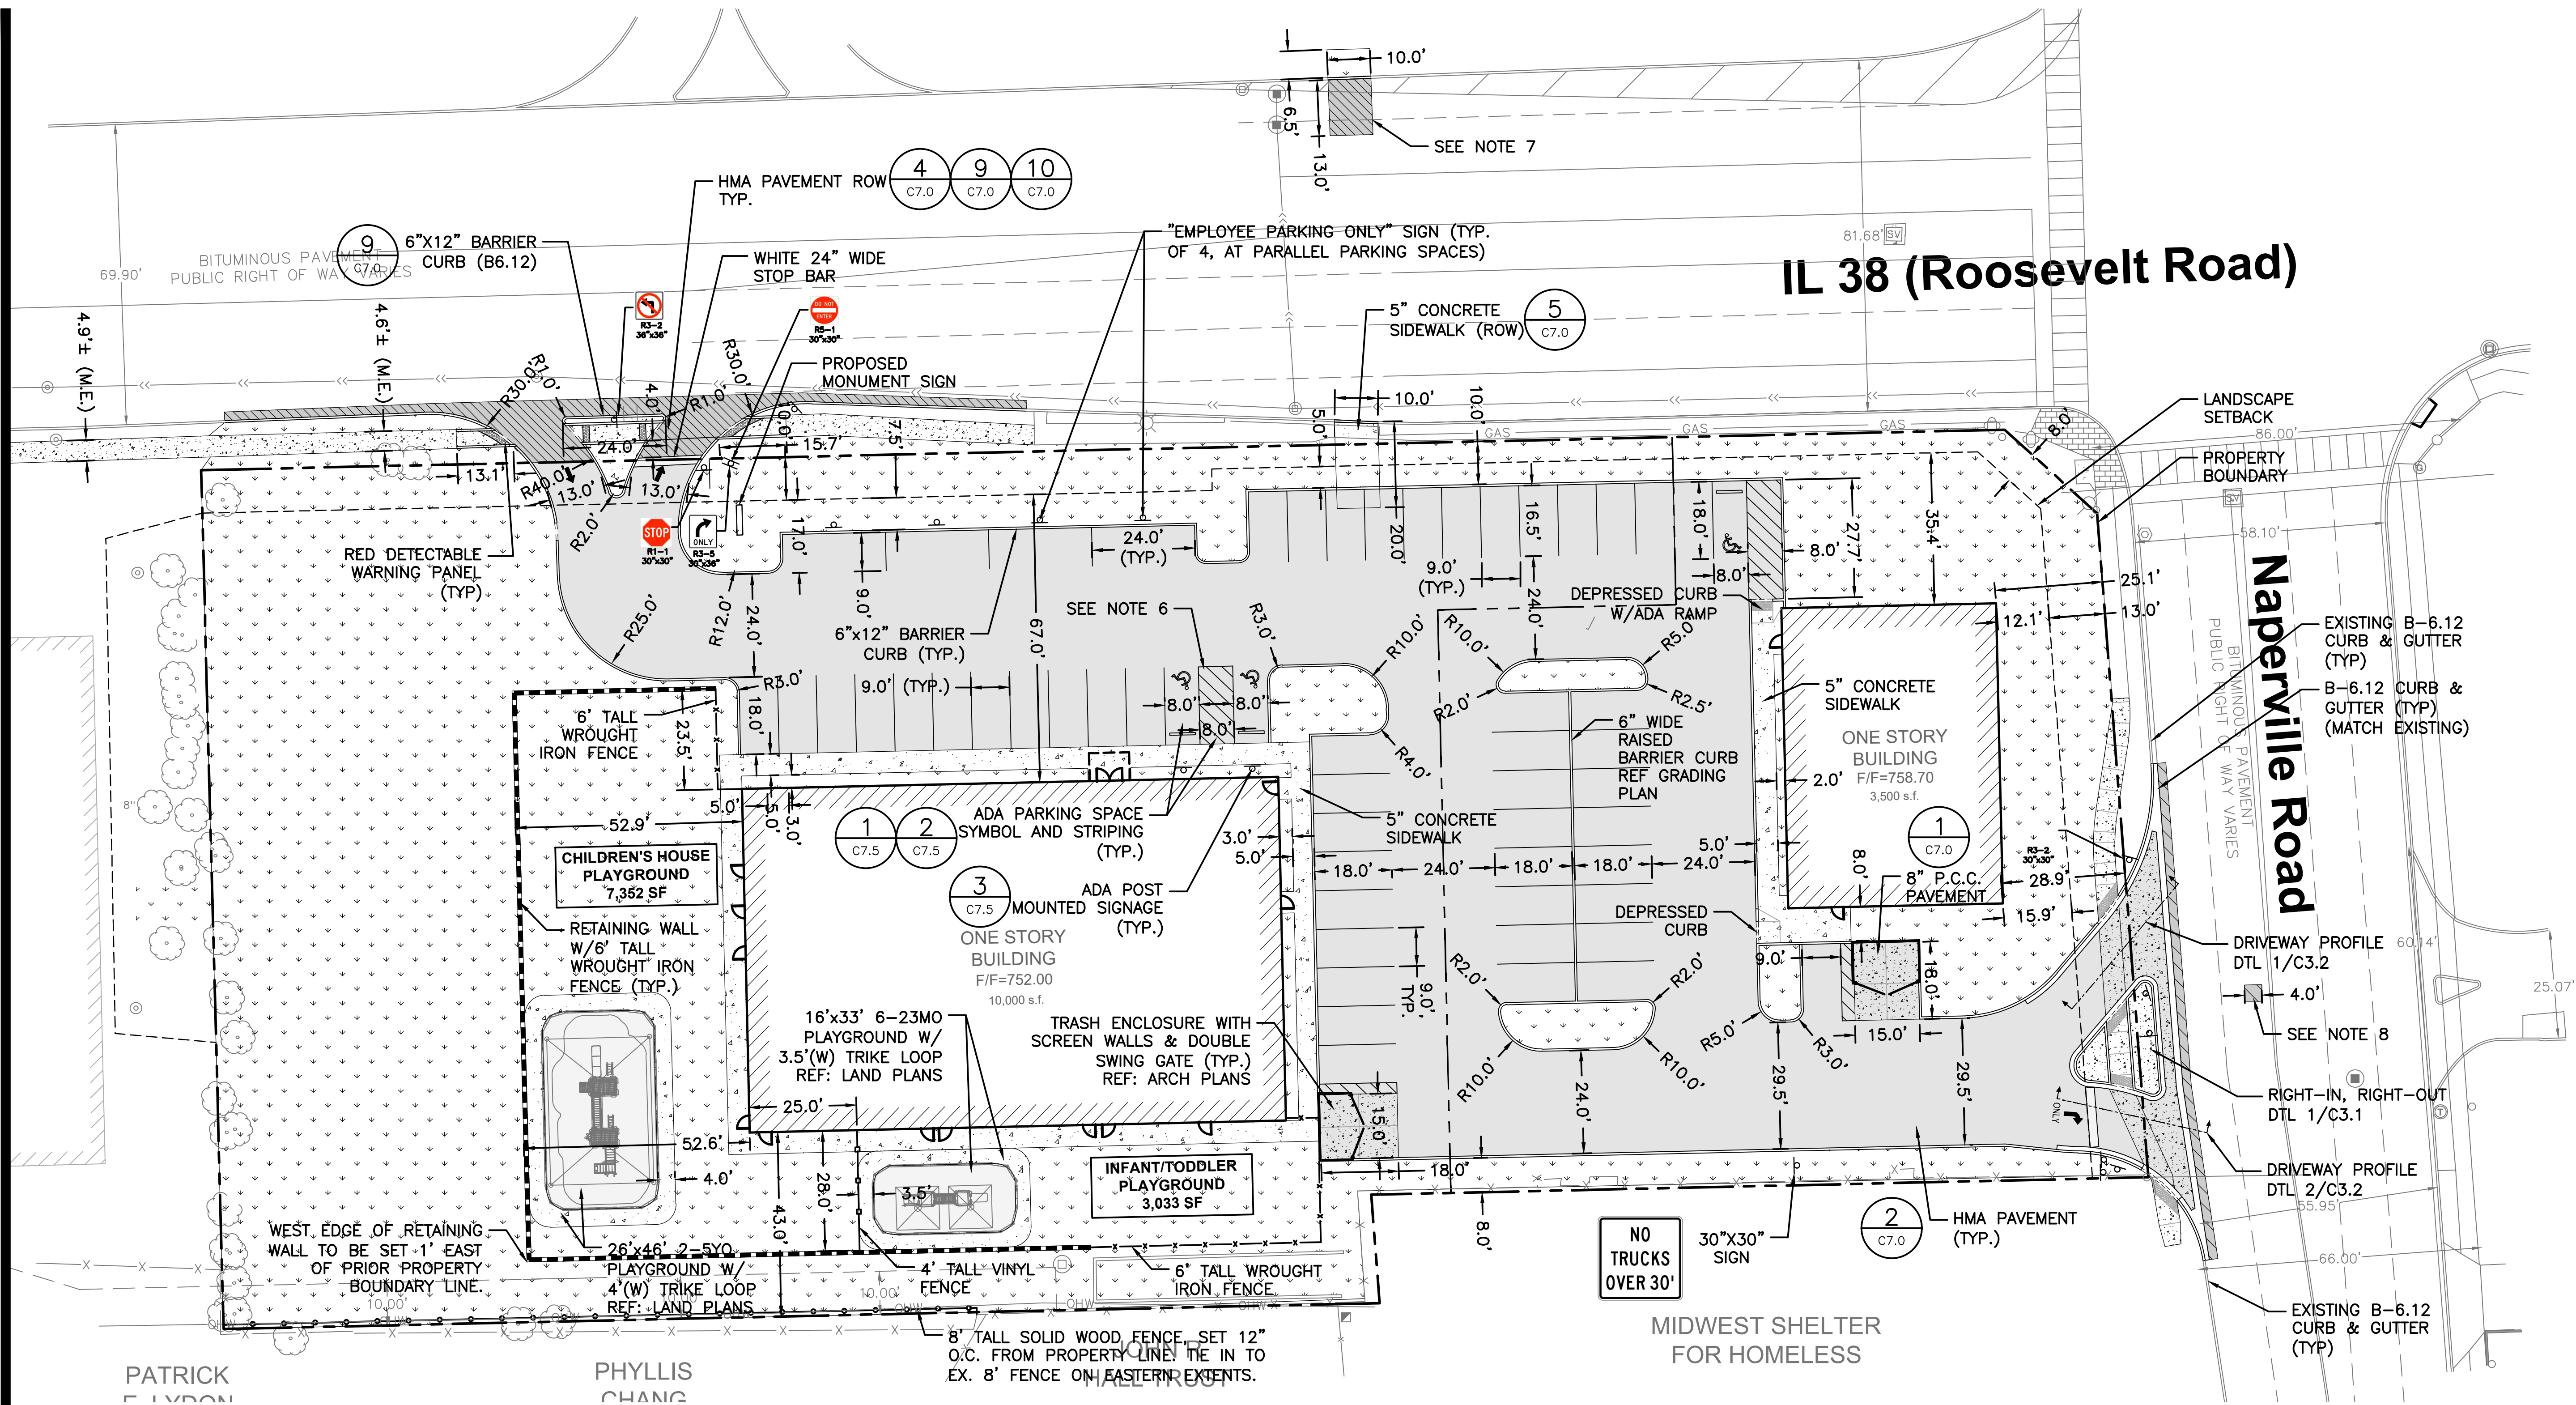 10.0'
6.5'
13.0'
SEE NOTE 7
HMA PAVEMENT ROW
TYP.
4
C7.0
9
C7.0
10
C7.0
9
C7.0
6"X12" BARRIER
CURB (B6.12)
BITUMINOUS PAVEMENT
PUBLIC RIGHT OF WAY VARIES
69.90'
WHITE 24" WIDE
STOP BAR
"EMPLOYEE PARKING ONLY" SIGN (TYP.
OF 4, AT PARALLEL PARKING SPACES)
81.68'
SV
IL 38 (Roosevelt Road)
R3-2
36"x36"
DO NOT
ENTER
R5-1
30"x30"
5" CONCRETE
SIDEWALK (ROW)
5
C7.0
4.9'± (M.E.)
4.6'± (M.E.)
R30.0'
R1.0'
4.0'
R1.0'
R30.0'
PROPOSED
MONUMENT SIGN
10.0'
5.0'
10.0'
GAS
GAS
GAS
8.0'
LANDSCAPE
SETBACK
86.00'
PROPERTY
BOUNDARY
24.0'
15.7'
7.5'
13.1'
R40.0'
13.0'
13.0'
R2.0'
STOP
R1-1
30"x30"
ONLY
R3-5
30"x36"
17.0'
RED DETECTABLE
WARNING PANEL
(TYP)
24.0'
(TYP.)
20.0'
16.5'
18.0'
27.7'
35.4'
SV
58.10'
8.0'
8.0'
9.0'
(TYP.)
24.0'
DEPRESSED CURB
W/ADA RAMP
25.1'
13.0'
12.1'
Naperville Road
BITUMINOUS PAVEMENT
PUBLIC RIGHT OF WAY VARIES
EXISTING B-6.12
CURB & GUTTER
(TYP)
B-6.12 CURB &
GUTTER (TYP)
(MATCH EXISTING)
R25.0'
R12.0'
24.0'
9.0'
6"x12" BARRIER
CURB (TYP.)
67.0'
SEE NOTE 6
R3.0'
R10.0'
R10.0'
R5.0'
R2.0'
R2.5'
R4.0'
R3.0'
9.0' (TYP.)
8.0'
8.0'
8.0'
18.0'
23.5'
6' TALL
WROUGHT
IRON FENCE
6" WIDE
RAISED
BARRIER CURB
REF GRADING
PLAN
5" CONCRETE
SIDEWALK
ONE STORY
BUILDING
F/F=758.70
3,500 s.f.
2.0'
1
C7.0
5.0'
5.0'
3.0'
52.9'
1
C7.5
2
C7.5
ADA PARKING SPACE
SYMBOL AND STRIPING
(TYP.)
5" CONCRETE
SIDEWALK
3.0'
5.0'
18.0'
24.0'
18.0'
18.0'
24.0'
5.0'
8.0'
R3-2
30"x30"
28.9'
15.9'
8" P.C.C.
PAVEMENT
CHILDREN'S HOUSE
PLAYGROUND
7,352 SF
3
C7.5
ADA POST
MOUNTED SIGNAGE
(TYP.)
ONE STORY
BUILDING
F/F=752.00
10,000 s.f.
RETAINING WALL
W/6' TALL
WROUGHT IRON
FENCE (TYP.)
8"
DEPRESSED
CURB
9.0'
18.0'
15.0'
DRIVEWAY PROFILE
DTL 1/C3.2
60.14'
25.07'
4.0'
SEE NOTE 8
9.0'
TYP.
R2.0'
R2.0'
R10.0'
R10.0'
R5.0'
R3.0'
24.0'
29.5'
29.5'
16'x33' 6-23MO
PLAYGROUND W/
3.5'(W) TRIKE LOOP
REF: LAND PLANS
TRASH ENCLOSURE WITH
SCREEN WALLS & DOUBLE
SWING GATE (TYP.)
REF: ARCH PLANS
25.0'
52.6'
4.0'
28.0'
43.0'
3.5'
INFANT/TODDLER
PLAYGROUND
3,033 SF
15.0'
18.0'
8.0'
ONLY
RIGHT-IN, RIGHT-OUT
DTL 1/C3.1
DRIVEWAY PROFILE
DTL 2/C3.2
55.95'
66.00'
NO
TRUCKS
OVER 30'
30"X30"
SIGN
2
C7.0
HMA PAVEMENT
(TYP.)
WEST EDGE OF RETAINING
WALL TO BE SET 1' EAST
OF PRIOR PROPERTY
BOUNDARY LINE.
26'x46' 2-5YO
PLAYGROUND W/
4'(W) TRIKE LOOP
REF: LAND PLANS
4' TALL VINYL
FENCE
6' TALL WROUGHT
IRON FENCE
10.00'
10.00'
OHW
OHW
OHW
8' TALL SOLID WOOD FENCE, SET 12"
O.C. FROM PROPERTY LINE. TIE IN TO
EX. 8' FENCE ON EASTERN EXTENTS.
JOHN R
HALL TRUST
MIDWEST SHELTER
FOR HOMELESS
EXISTING B-6.12
CURB & GUTTER
(TYP)
PATRICK
E LYDON
PHYLLIS
CHANG